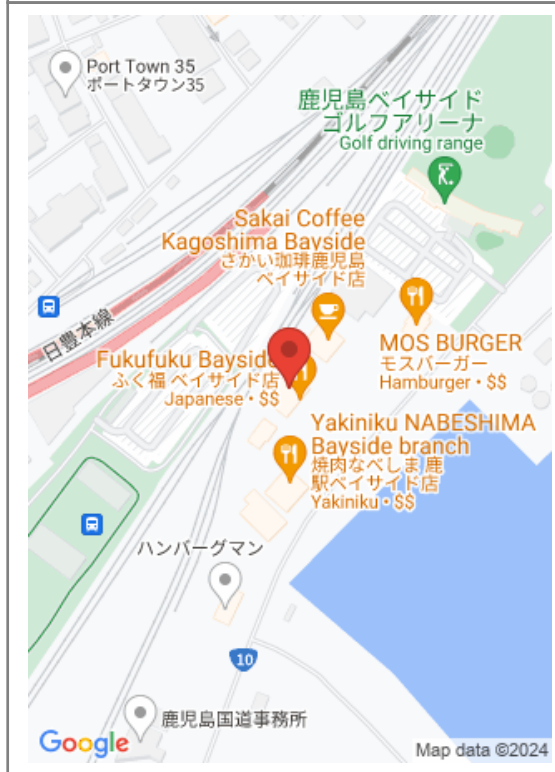 Port Town 35
ポートタウン35
鹿児島ベイサイド
ゴルフアリーナ
Golf driving range
Sakai Coffee
Kagoshima Bayside
さかい珈琲鹿児島
ベイサイド店
日豊本線
MOS BURGER
モスバーガー
Hamburger • $$
Fukufuku Bayside
ふく福 ベイサイド店
Japanese • $$
Yakiniku NABESHIMA
Bayside branch
焼肉なべしま 鹿
駅ベイサイド店
Yakiniku • $$
ハンバーグマン
10
鹿児島国道事務所
Google
Map data ©2024